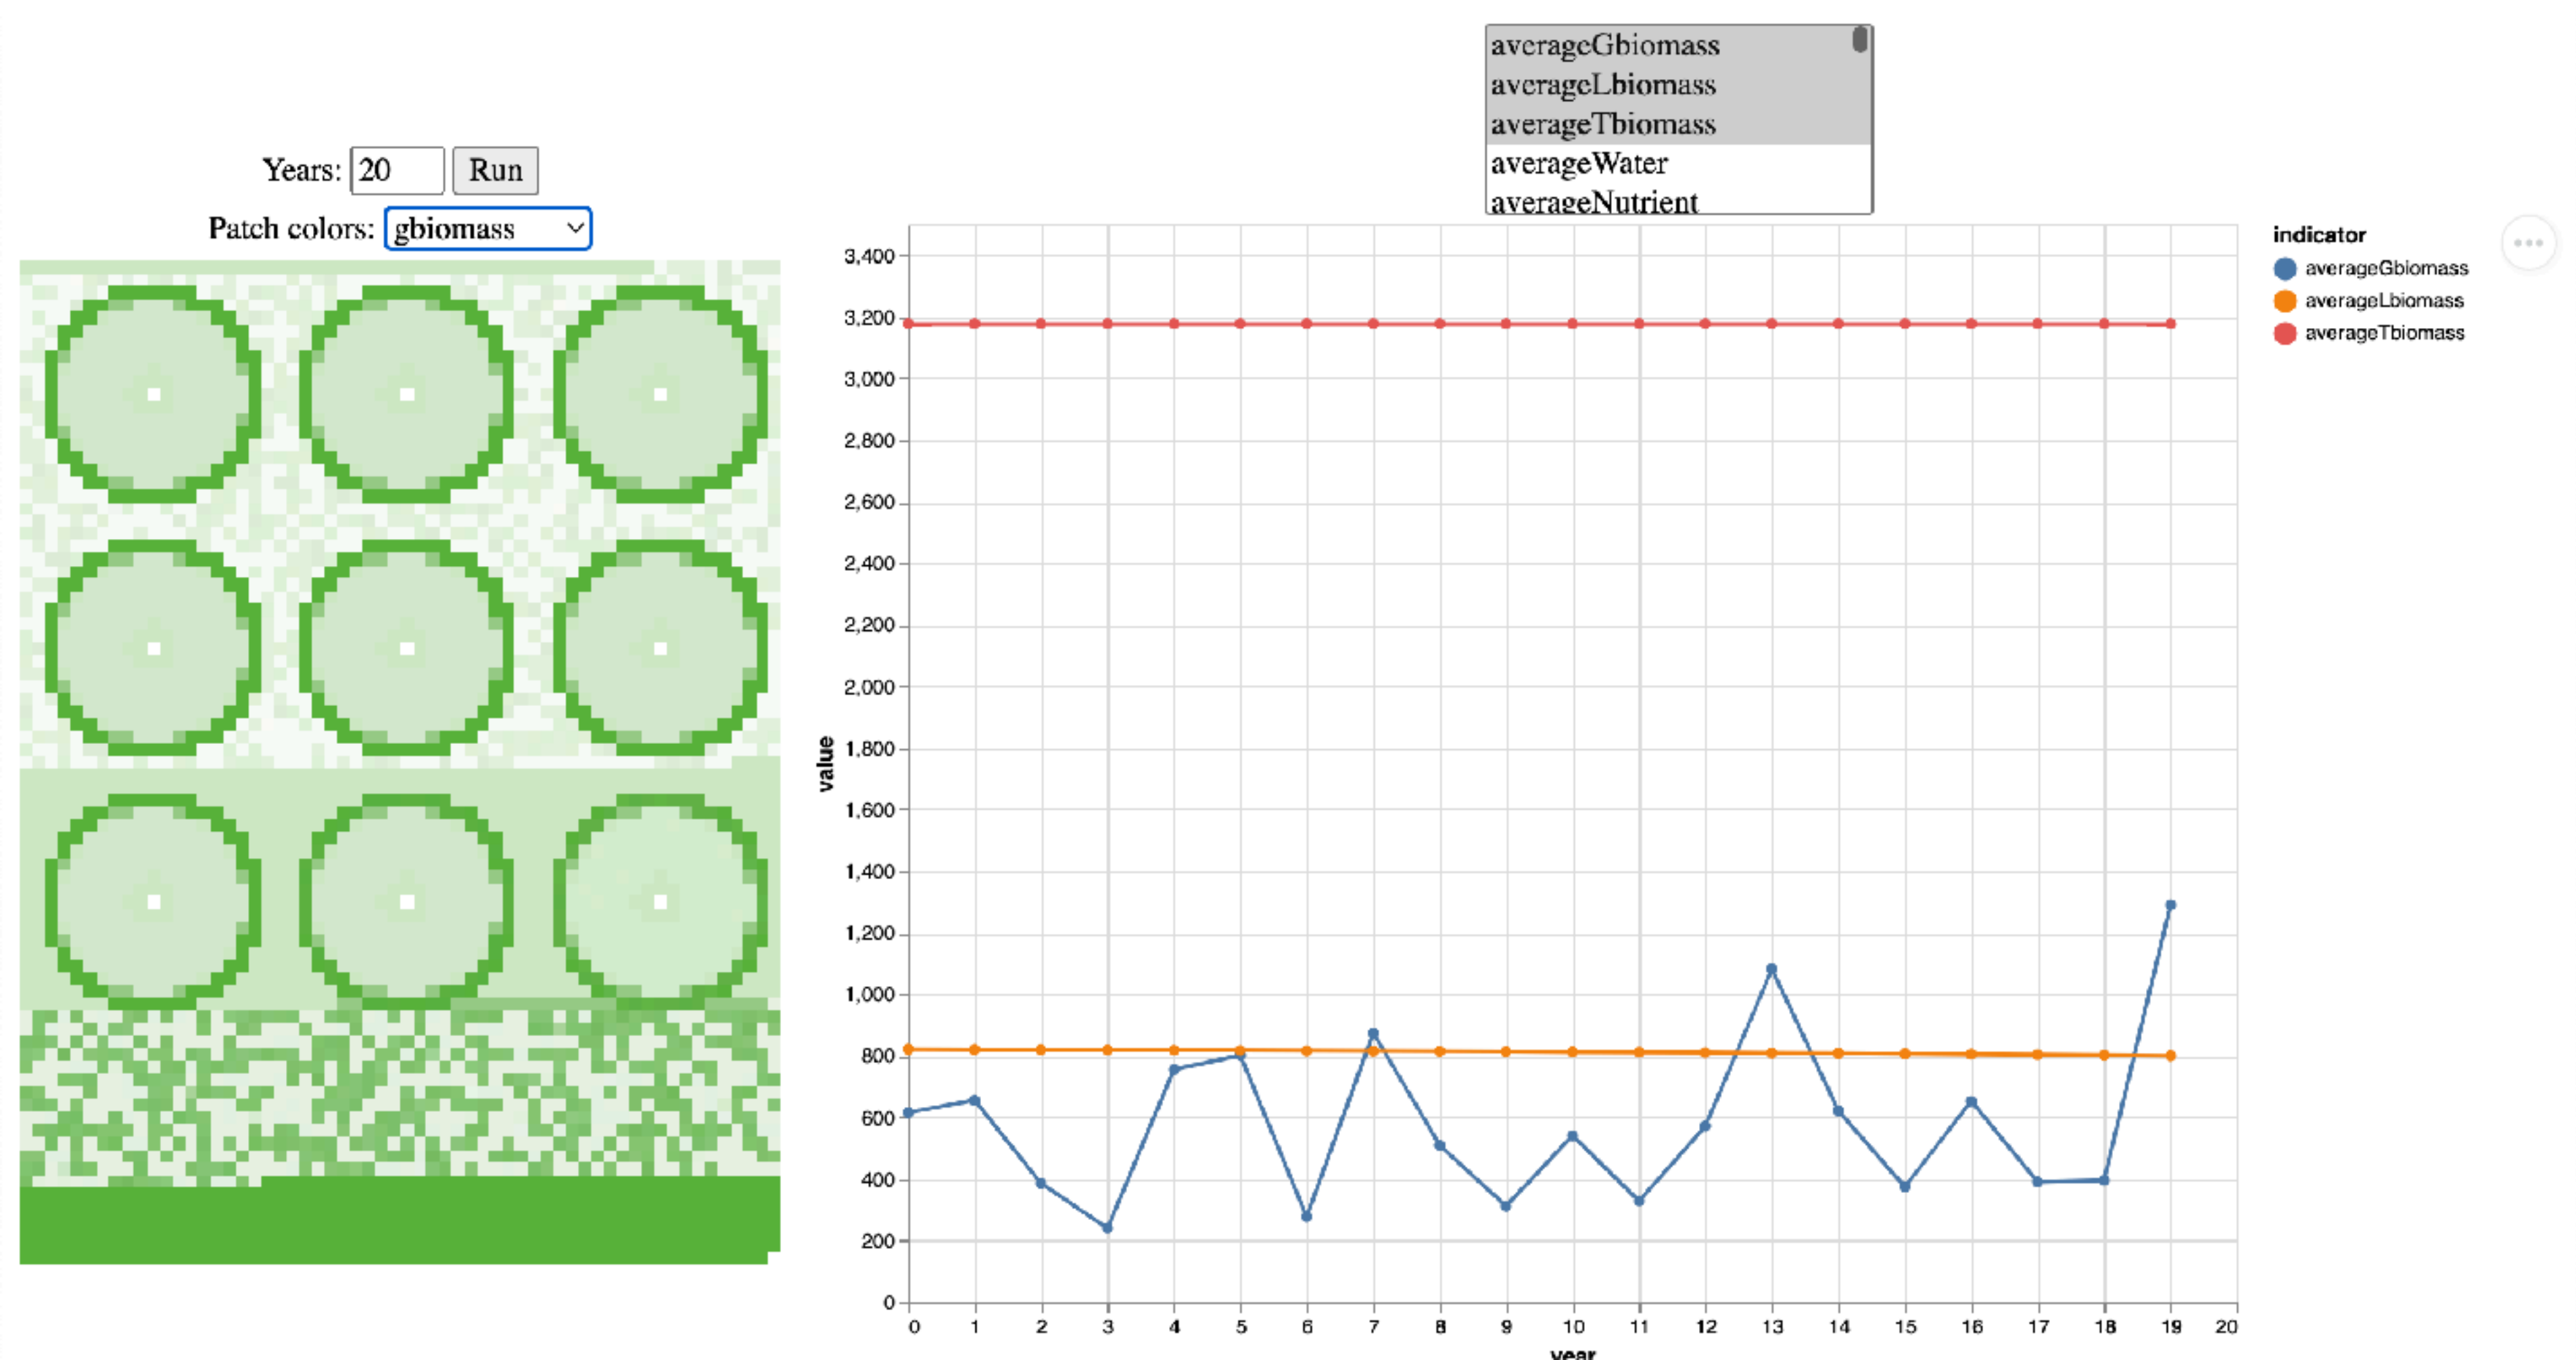 averageGbiomass
averageLbiomass
averageTbiomass
averageWater
averageNutrient
Years: 20 Run
Patch colors: gbiomass
indicator
averageGbiomass
averageLbiomass
averageTbiomass
value
3,400
3,200
3,000
2,800
2,600
2,400
2,200
2,000
1,800
1,600
1,400
1,200
1,000
800
600
400
200
0
0 1 2 3 4 5 6 7 8 9 10 11 12 13 14 15 16 17 18 19 20
year